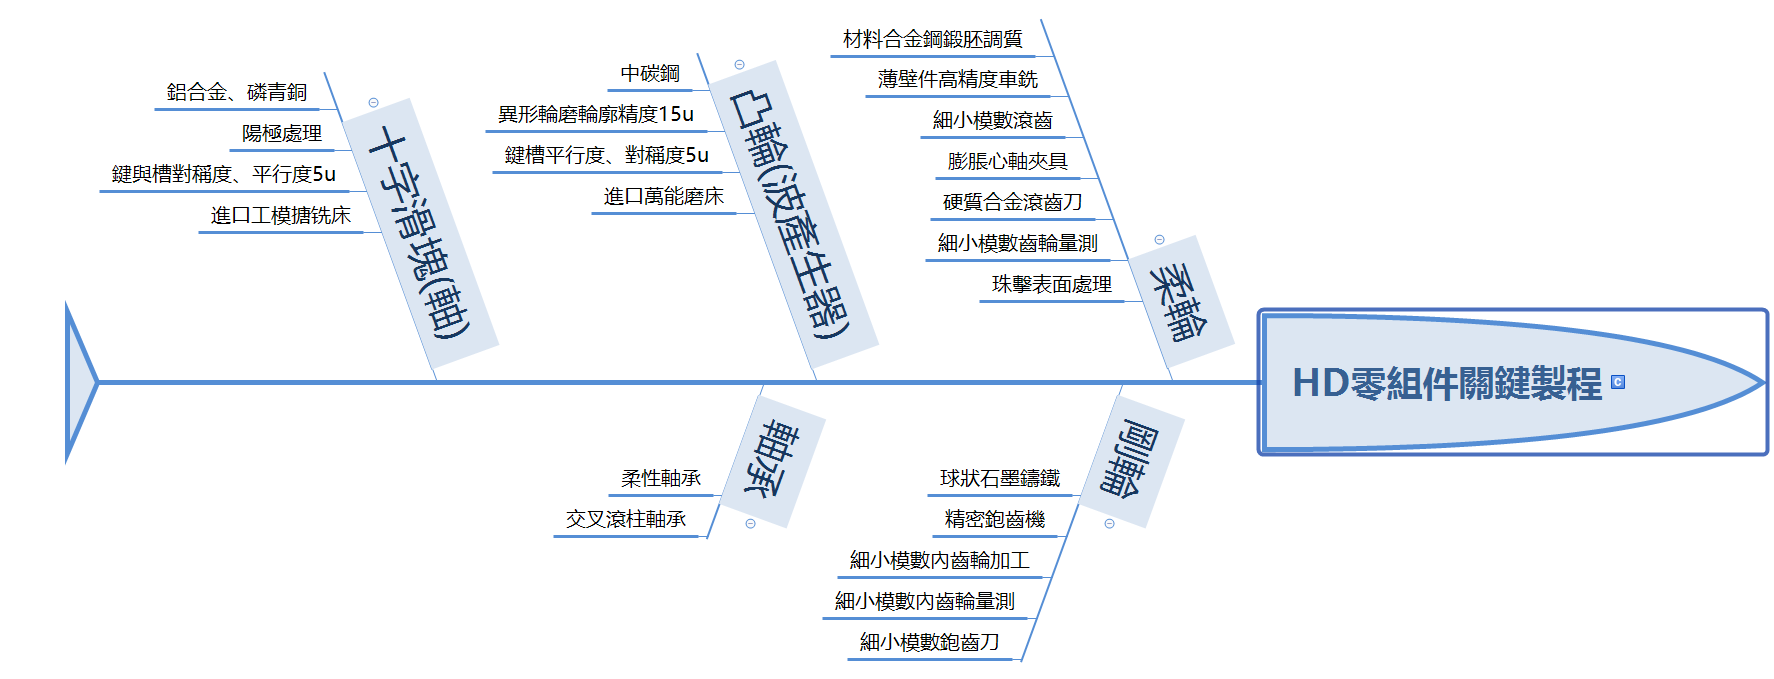 材料合金鋼鍛胚調質
薄壁件高精度車銑
細小模數滾齒
膨脹心軸夾具
硬質合金滾齒刀
細小模數齒輪量測
珠擊表面處理
柔輪
中碳鋼
異形輪磨輪廓精度15u
鍵槽平行度、對稱度5u
進口萬能磨床
凸輪(波產生器)
鋁合金、磷青銅
陽極處理
鍵與槽對稱度、平行度5u
進口工模搪铣床
十字滑塊(軸)
HD零組件關鍵製程
C
軸承
柔性軸承
交叉滾柱軸承
剛輪
球狀石墨鑄鐵
精密鉋齒機
細小模數內齒輪加工
細小模數內齒輪量測
細小模數鉋齒刀